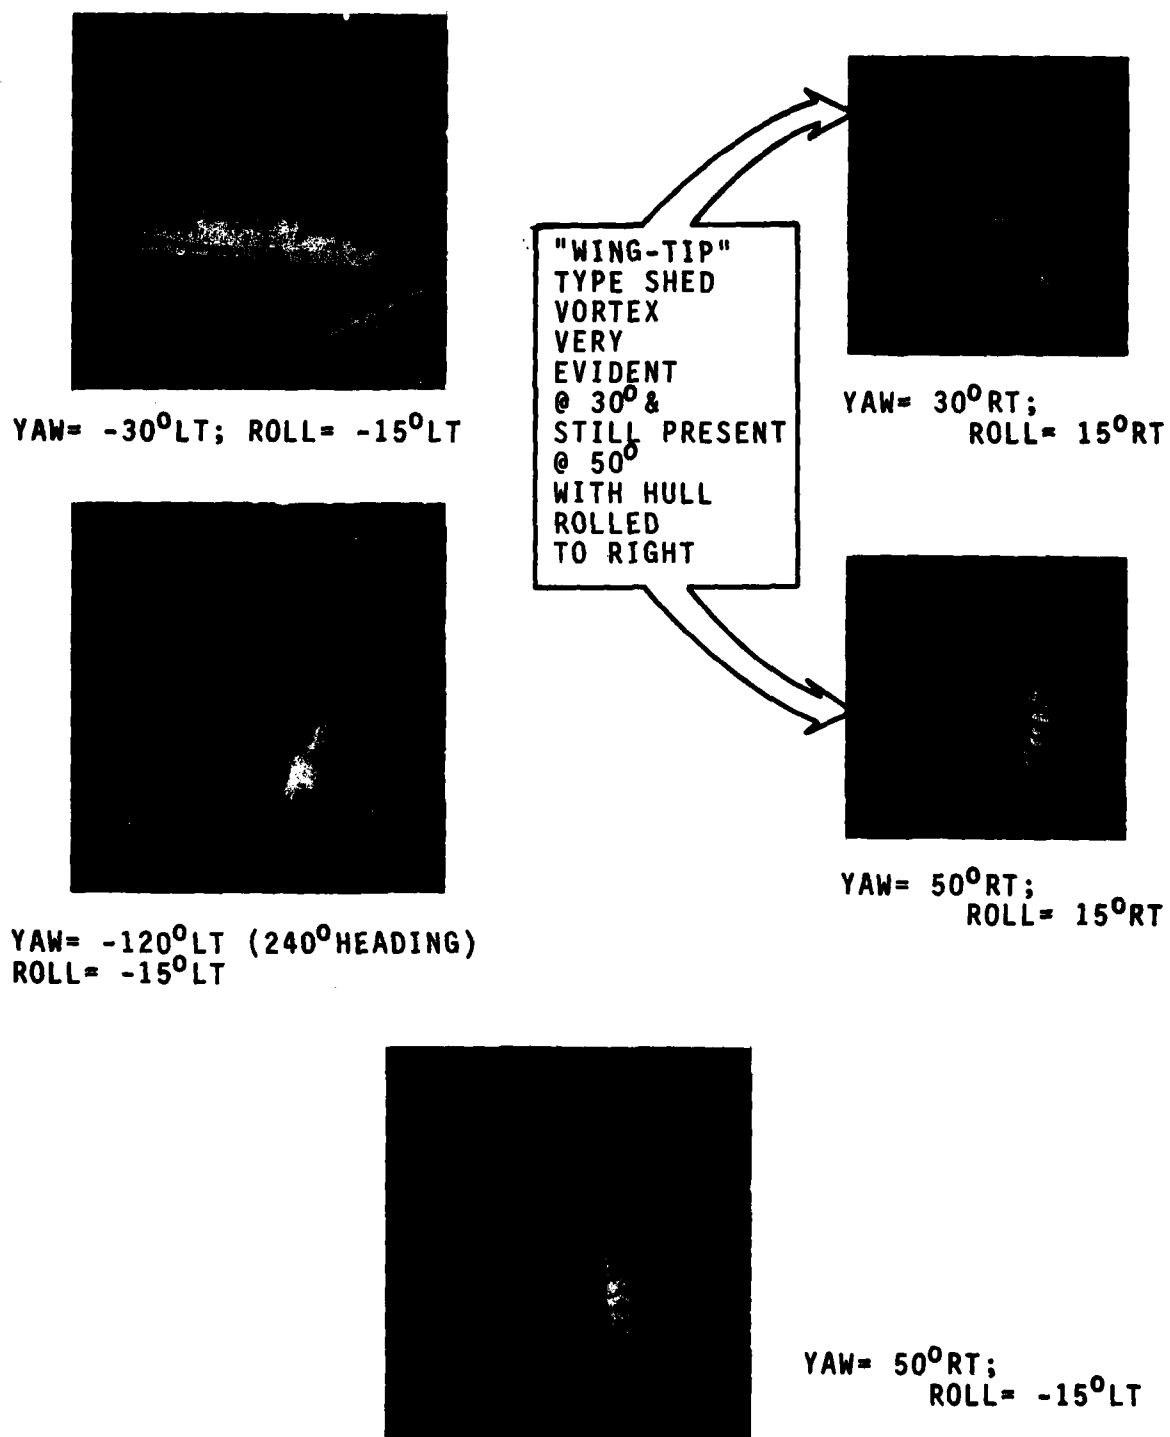 YAW= -30°LT; ROLL= -15°LT
"WING-TIP"
TYPE SHED
VORTEX
VERY
EVIDENT
@ 30° &
STILL PRESENT
@ 50°
WITH HULL
ROLLED
TO RIGHT
YAW= 30°RT;
ROLL= 15°RT
YAW= -120°LT (240°HEADING)
ROLL= -15°LT
YAW= 50°RT;
ROLL= 15°RT
YAW= 50°RT;
ROLL= -15°LT